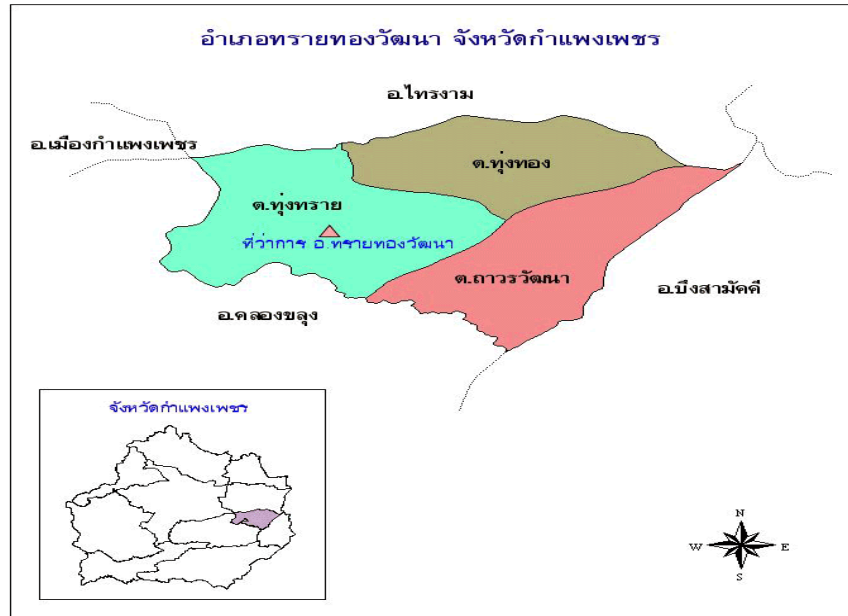 อำเภอทรายทองวัฒนา จังหวัดกำแพงเพชร
อ.ไทรงาม
อ.เมืองกำแพงเพชร
ต.ทุ่งทอง
ต.ทุ่งทราย
ที่ว่าการ อ.ทรายทองวัฒนา
ต.ถาวรวัฒนา
อ.บึงสามัคคี
อ.คลองขลุง
จังหวัดกำแพงเพชร
N
W E
S